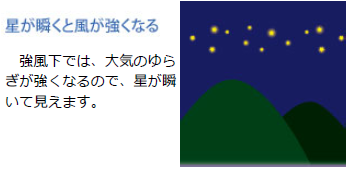 星が瞬くと風が強くなる
　強風下では、大気のゆら
ぎが強くなるので、星が瞬
いて見えます。